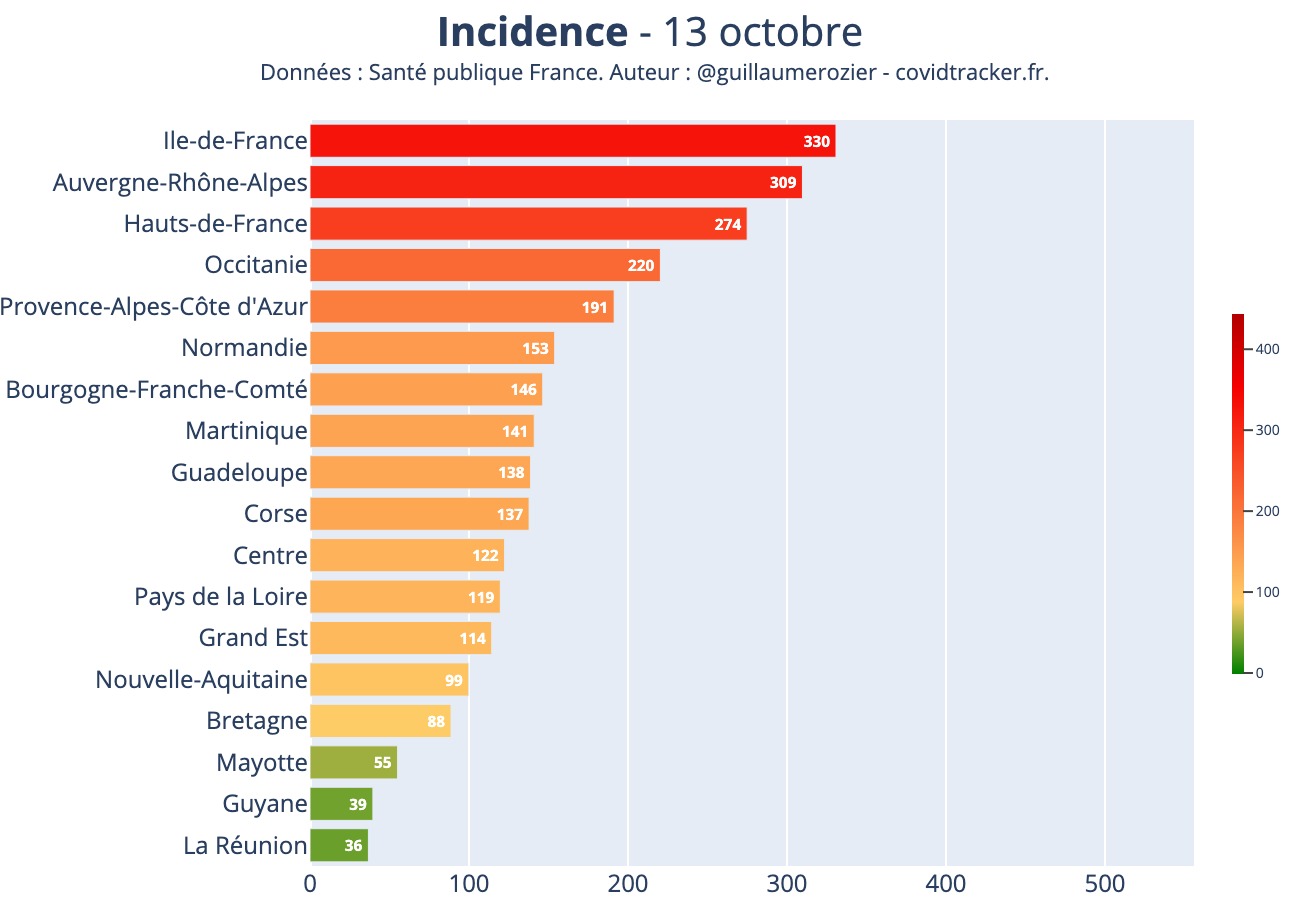 Incidence - 13 octobre
Données : Santé publique France. Auteur : @guillaumerozier - covidtracker.fr.
Ile-de-France 330
Auvergne-Rhône-Alpes 309
Hauts-de-France 274
Occitanie 220
Provence-Alpes-Côte d'Azur 191
Normandie 153
Bourgogne-Franche-Comté 146
Martinique 141
Guadeloupe 138
Corse 137
Centre 122
Pays de la Loire 119
Grand Est 114
Nouvelle-Aquitaine 99
Bretagne 88
Mayotte 55
Guyane 39
La Réunion 36
0 100 200 300 400 500
400
300
200
100
0